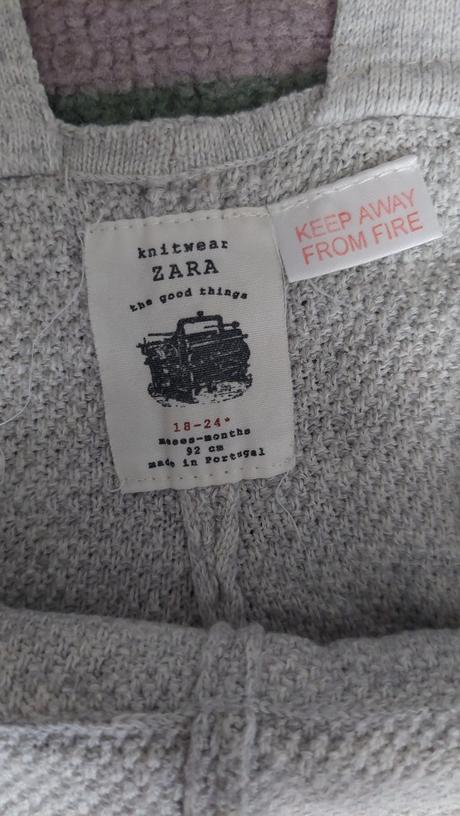 knitwear
ZARA
the good things
18-24*
meses-months
92 cm
made in Portugal
KEEP AWAY
FROM FIRE